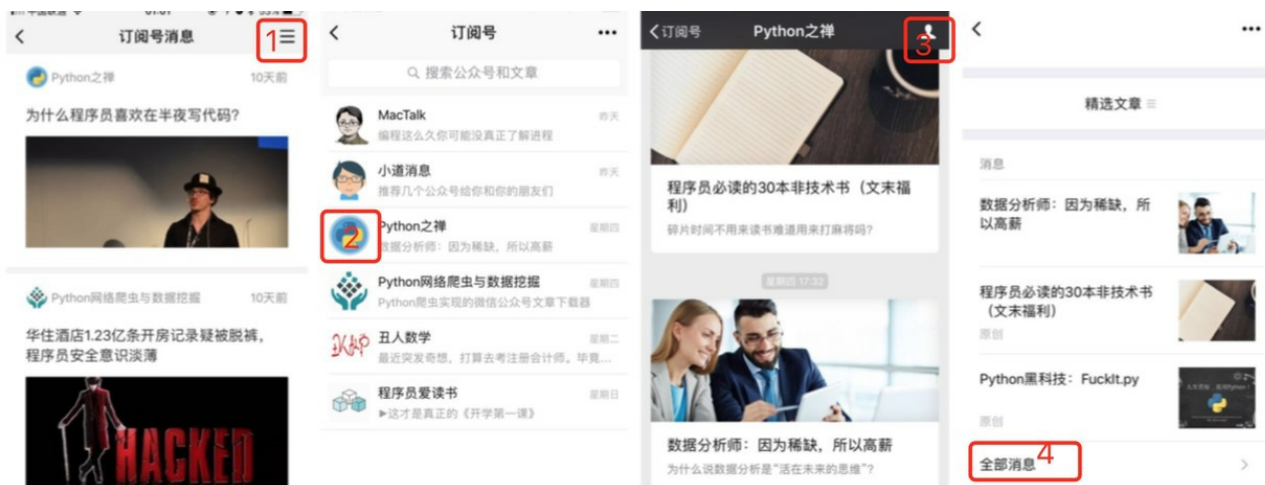 订阅号消息
1
Python之禅
10天前
为什么程序员喜欢在半夜写代码?
Python网络爬虫与数据挖掘
10天前
华住酒店1.23亿条开房记录疑被脱裤,
程序员安全意识淡薄
HACKED
订阅号
搜索公众号和文章
MacTalk
昨天
编程这么久你可能没真正了解进程
小道消息
昨天
推荐几个公众号给你和你的朋友们
2
Python之禅
星期四
数据分析师:因为稀缺,所以高薪
Python网络爬虫与数据挖掘
星期四
Python爬虫实现的微信公众号文章下载器
丑人数学
星期二
最近突发奇想,打算去考注册会计师。毕竟...
程序员爱读书
星期日
▶这才是真正的《开学第一课》
订阅号
Python之禅
3
程序员必读的30本非技术书(文末福
利)
碎片时间不用来读书难道用来打麻将吗?
星期四 17:32
数据分析师:因为稀缺,所以高薪
为什么说数据分析是“活在未来的思维”?
精选文章
消息
数据分析师:因为稀缺,所
以高薪
程序员必读的30本非技术书
(文末福利)
原创
Python黑科技:FuckIt.py
原创
全部消息
4